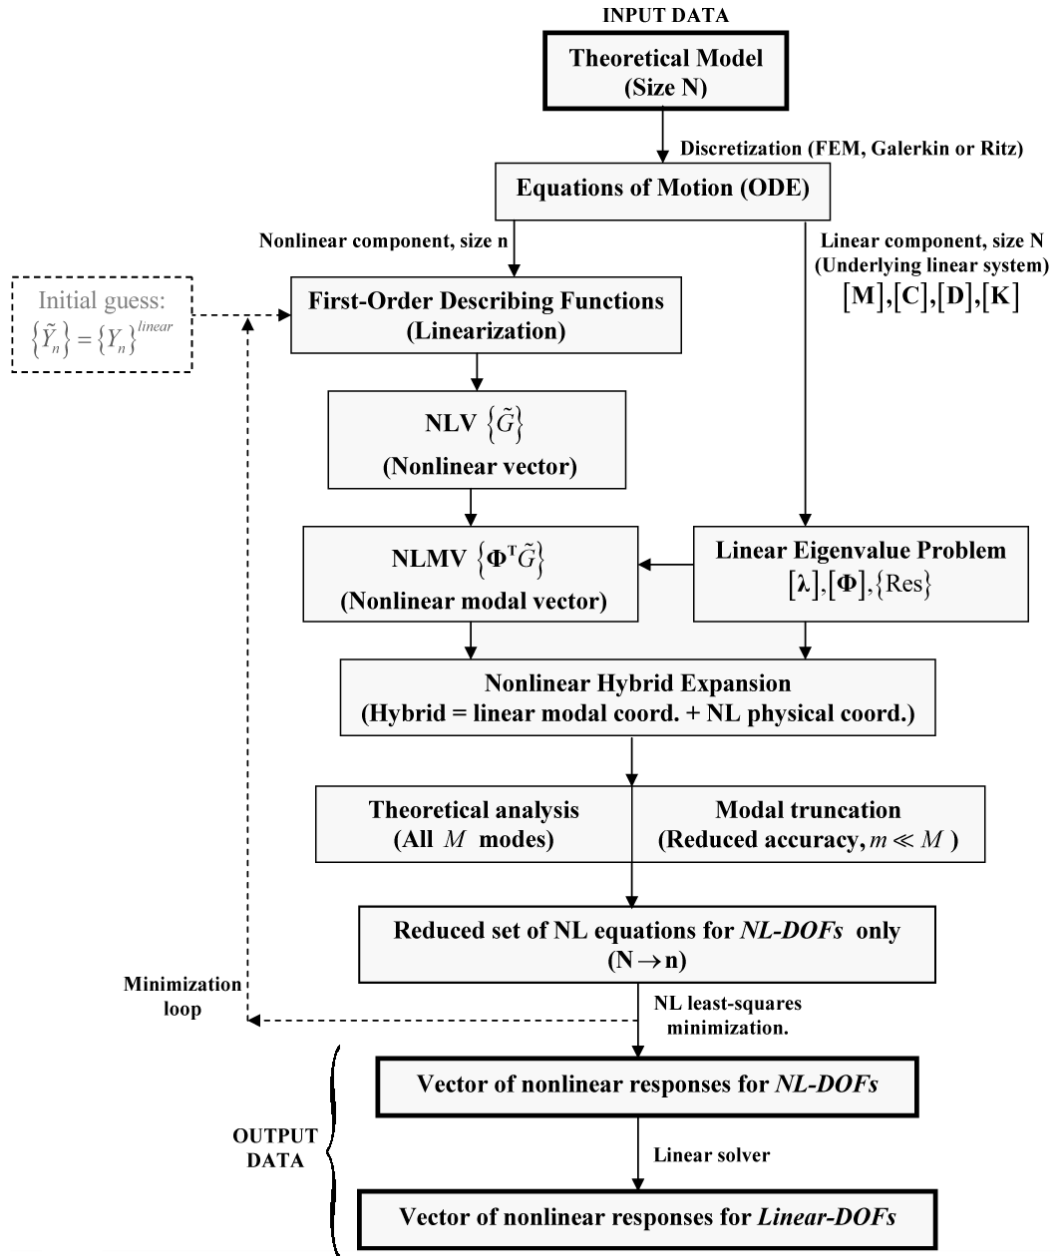 INPUT DATA
Theoretical Model
(Size N)
Discretization (FEM, Galerkin or Ritz)
Equations of Motion (ODE)
Nonlinear component, size n
Linear component, size N
(Underlying linear system)
[M],[C],[D],[K]
Initial guess:
{Ỹₙ} = {Yₙ}^linear
First-Order Describing Functions
(Linearization)
NLV {G̃}
(Nonlinear vector)
NLMV {Φᵀ G̃}
(Nonlinear modal vector)
Linear Eigenvalue Problem
[λ],[Φ],{Res}
Nonlinear Hybrid Expansion
(Hybrid = linear modal coord. + NL physical coord.)
Theoretical analysis
(All M modes)
Modal truncation
(Reduced accuracy, m ≪ M )
Reduced set of NL equations for NL-DOFs only
(N→n)
Minimization
loop
NL least-squares
minimization.
Vector of nonlinear responses for NL-DOFs
OUTPUT
DATA
Linear solver
Vector of nonlinear responses for Linear-DOFs